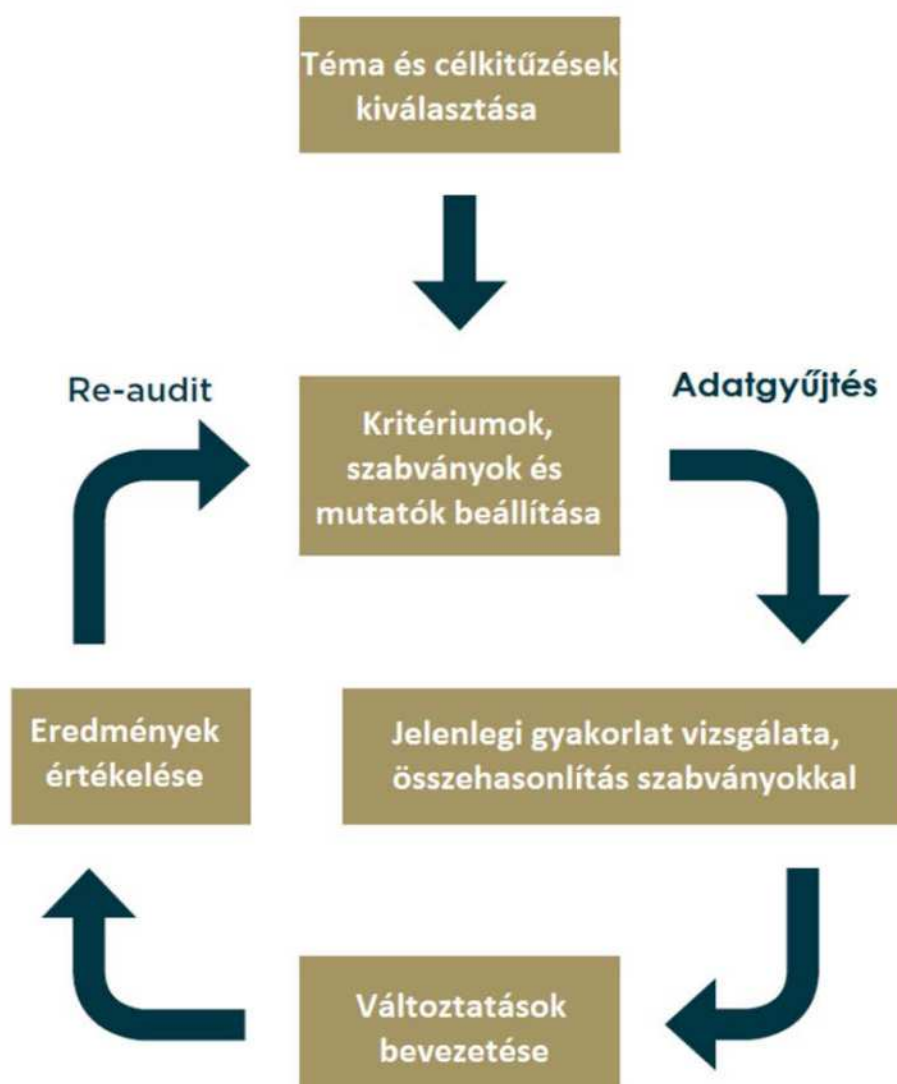 Téma és célkitűzések
kiválasztása
Re-audit
Kritériumok,
szabványok és
mutatók beállítása
Adatgyűjtés
Eredmények
értékelése
Jelenlegi gyakorlat vizsgálata,
összehasonlítás szabványokkal
Változtatások
bevezetése